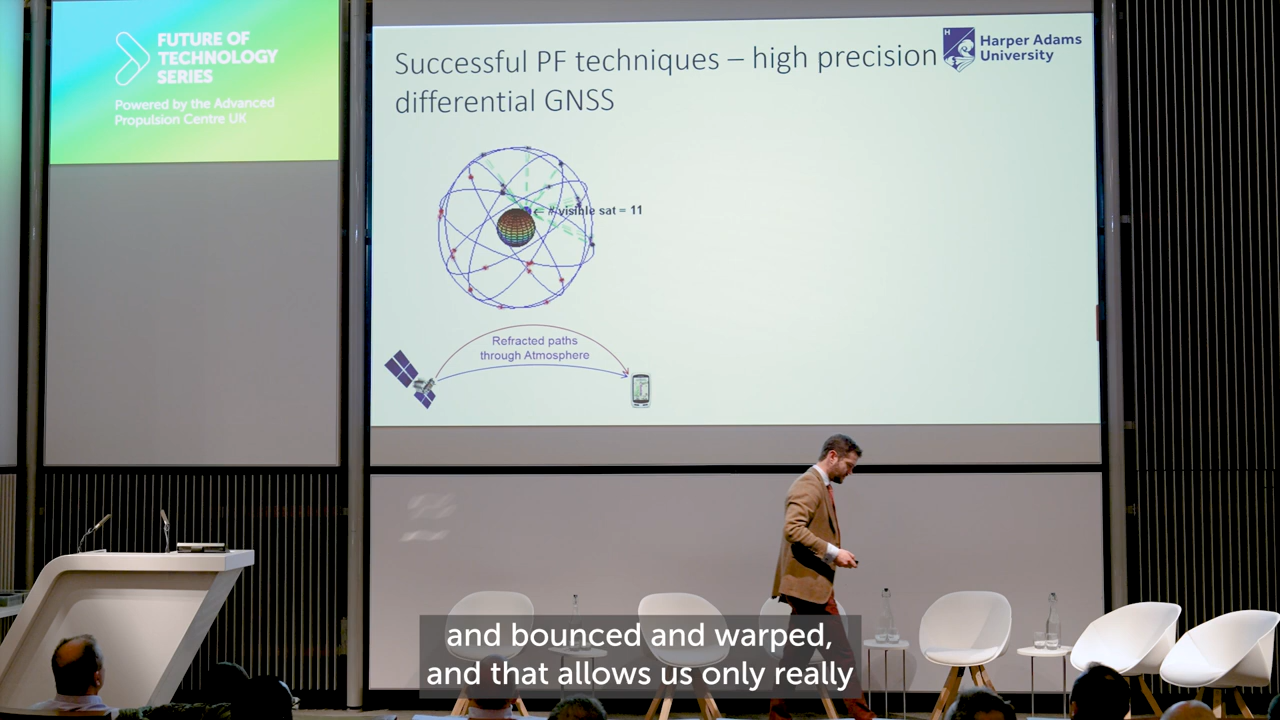 FUTURE OF
TECHNOLOGY
SERIES
Powered by the Advanced
Propulsion Centre UK
Successful PF techniques – high precision
differential GNSS
H
Harper Adams
University
← # visible sat = 11
Refracted paths
through Atmosphere
and bounced and warped,
and that allows us only really